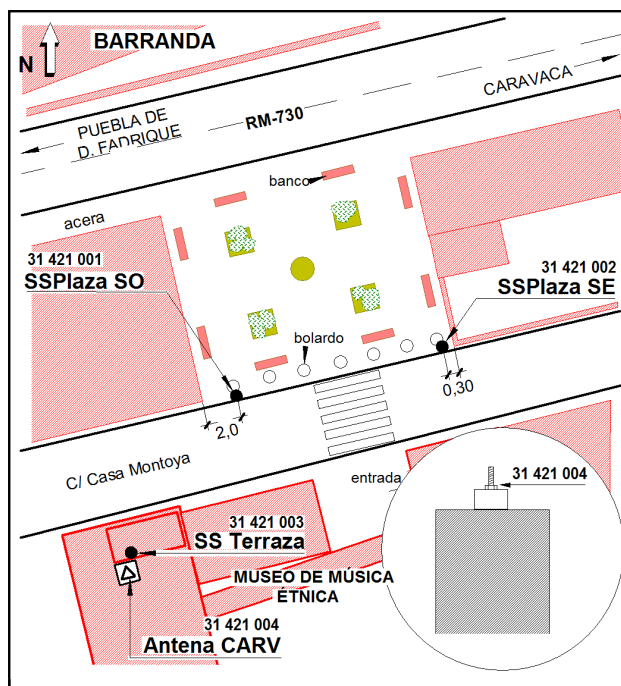 BARRANDA
N
CARAVACA
PUEBLA DE
D. FADRIQUE
RM-730
banco
acera
31 421 001
SSPlaza SO
31 421 002
SSPlaza SE
bolardo
0,30
2,0
C/ Casa Montoya
entrada
31 421 004
31 421 003
SS Terraza
MUSEO DE MÚSICA
ÉTNICA
31 421 004
Antena CARV